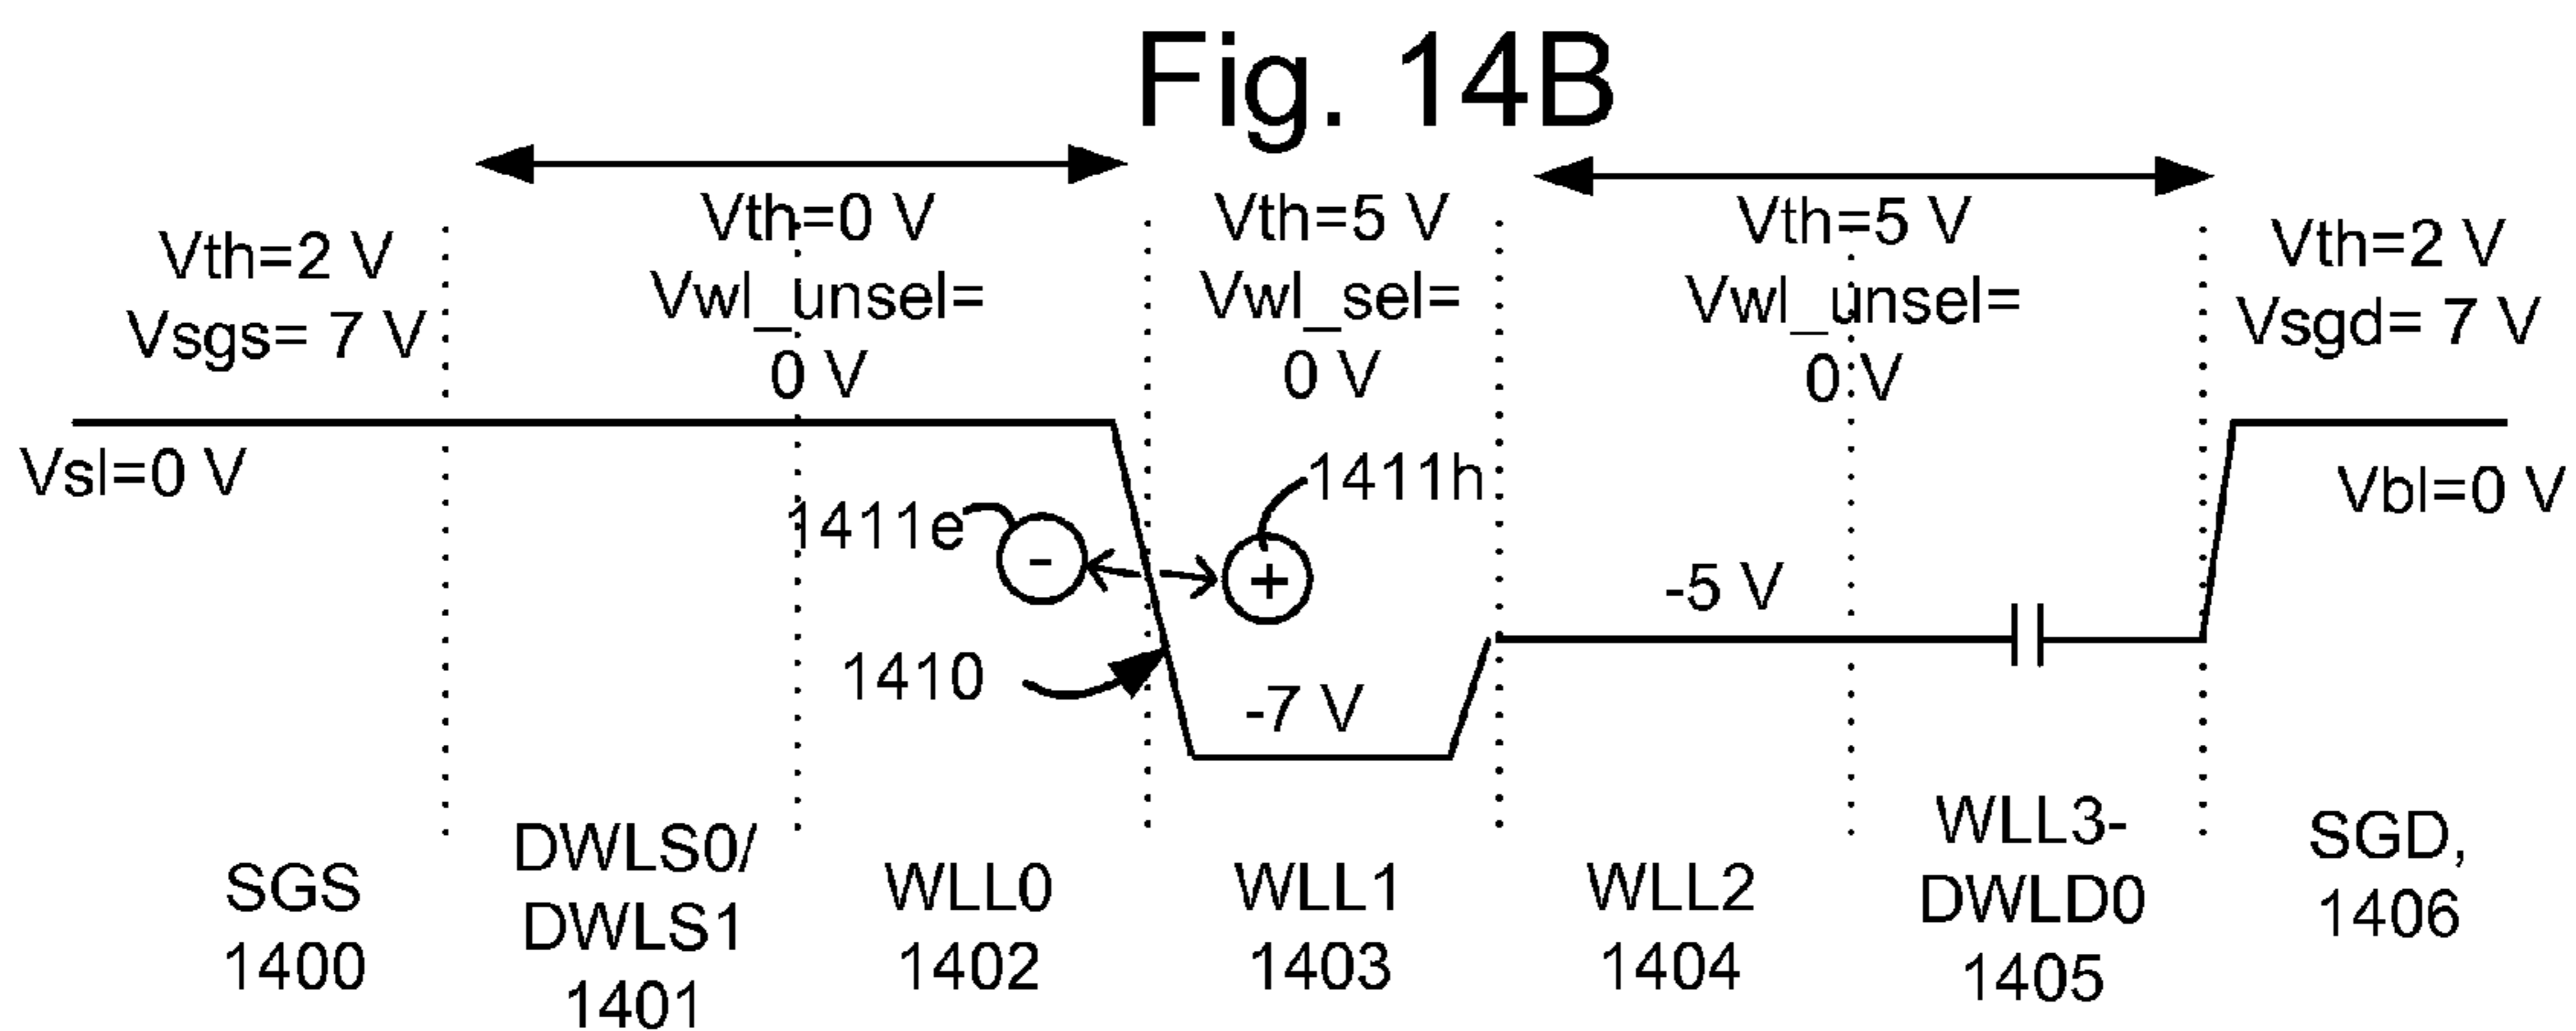 Fig. 14B
Vth=2 V
Vsgs= 7 V
Vth=0 V
Vwl_unsel=
0 V
Vth=5 V
Vwl_sel=
0 V
Vth=5 V
Vwl_unsel=
0 V
Vth=2 V
Vsgd= 7 V
Vsl=0 V
1411e
-
1411h
+
1410
-7 V
-5 V
Vbl=0 V
SGS
1400
DWLS0/
DWLS1
1401
WLL0
1402
WLL1
1403
WLL2
1404
WLL3-
DWLD0
1405
SGD,
1406